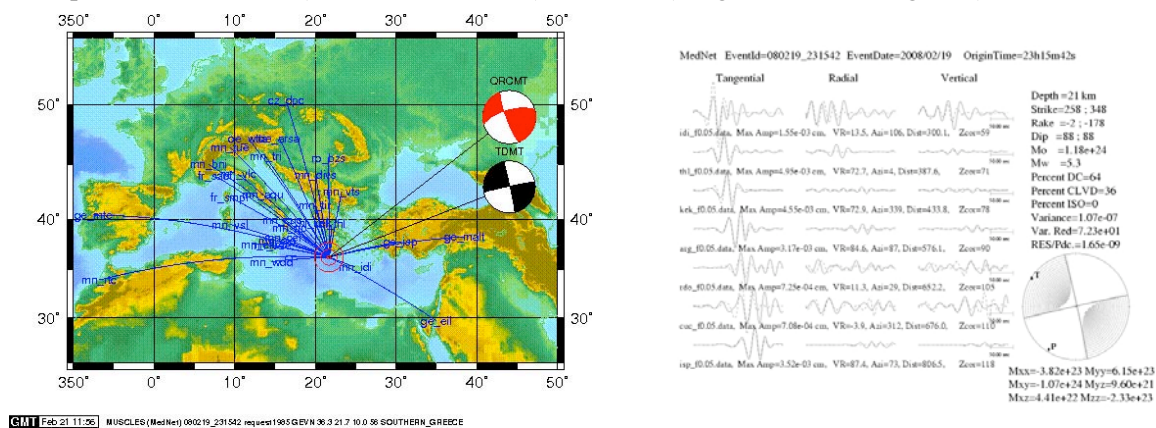 350° 0° 10° 20° 30° 40° 50°
50°
40°
30°
50°
40°
30°
350° 0° 10° 20° 30° 40° 50°
QRCMT
TDMT
cz_dpc
mn_tri
mn_bni
mn_vsl
mn_vts
mn_divs
ge_mte
ge_isp
ge_malt
mn_wdd
mn_idi
mn_rtc
ge_eil
GMT Feb 21 11:56 MUSCLES (MedNet) 080219_231542 request1985 GEVN 36.3 21.7 10.0 56 SOUTHERN_GREECE
MedNet EventId=080219_231542 EventDate=2008/02/19 OriginTime=23h15m42s
Tangential Radial Vertical
idi_f0.05.data, Max Amp=1.55e-03 cm, VR=13.5, Azi=106, Dist=300.1, Zcor=59
thl_f0.05.data, Max Amp=4.95e-03 cm, VR=72.7, Azi=4, Dist=387.6, Zcor=71
kek_f0.05.data, Max Amp=4.55e-03 cm, VR=72.9, Azi=339, Dist=433.8, Zcor=78
arg_f0.05.data, Max Amp=3.17e-03 cm, VR=84.6, Azi=87, Dist=576.1, Zcor=90
rdo_f0.05.data, Max Amp=7.25e-04 cm, VR=11.3, Azi=29, Dist=652.2, Zcor=103
cuc_f0.05.data, Max Amp=7.08e-04 cm, VR=-3.9, Azi=312, Dist=676.0, Zcor=110
isp_f0.05.data, Max Amp=3.52e-03 cm, VR=87.4, Azi=73, Dist=806.5, Zcor=118
Depth =21 km
Strike=258 ; 348
Rake =-2 ; -178
Dip =88 ; 88
Mo =1.18e+24
Mw =5.3
Percent DC=64
Percent CLVD=36
Percent ISO=0
Variance=1.07e-07
Var. Red=7.23e+01
RES/Pdc.=1.65e-09
T
P
Mxx=-3.82e+23 Myy=6.15e+23
Mxy=-1.07e+24 Myz=9.60e+21
Mxz=4.41e+22 Mzz=-2.33e+23